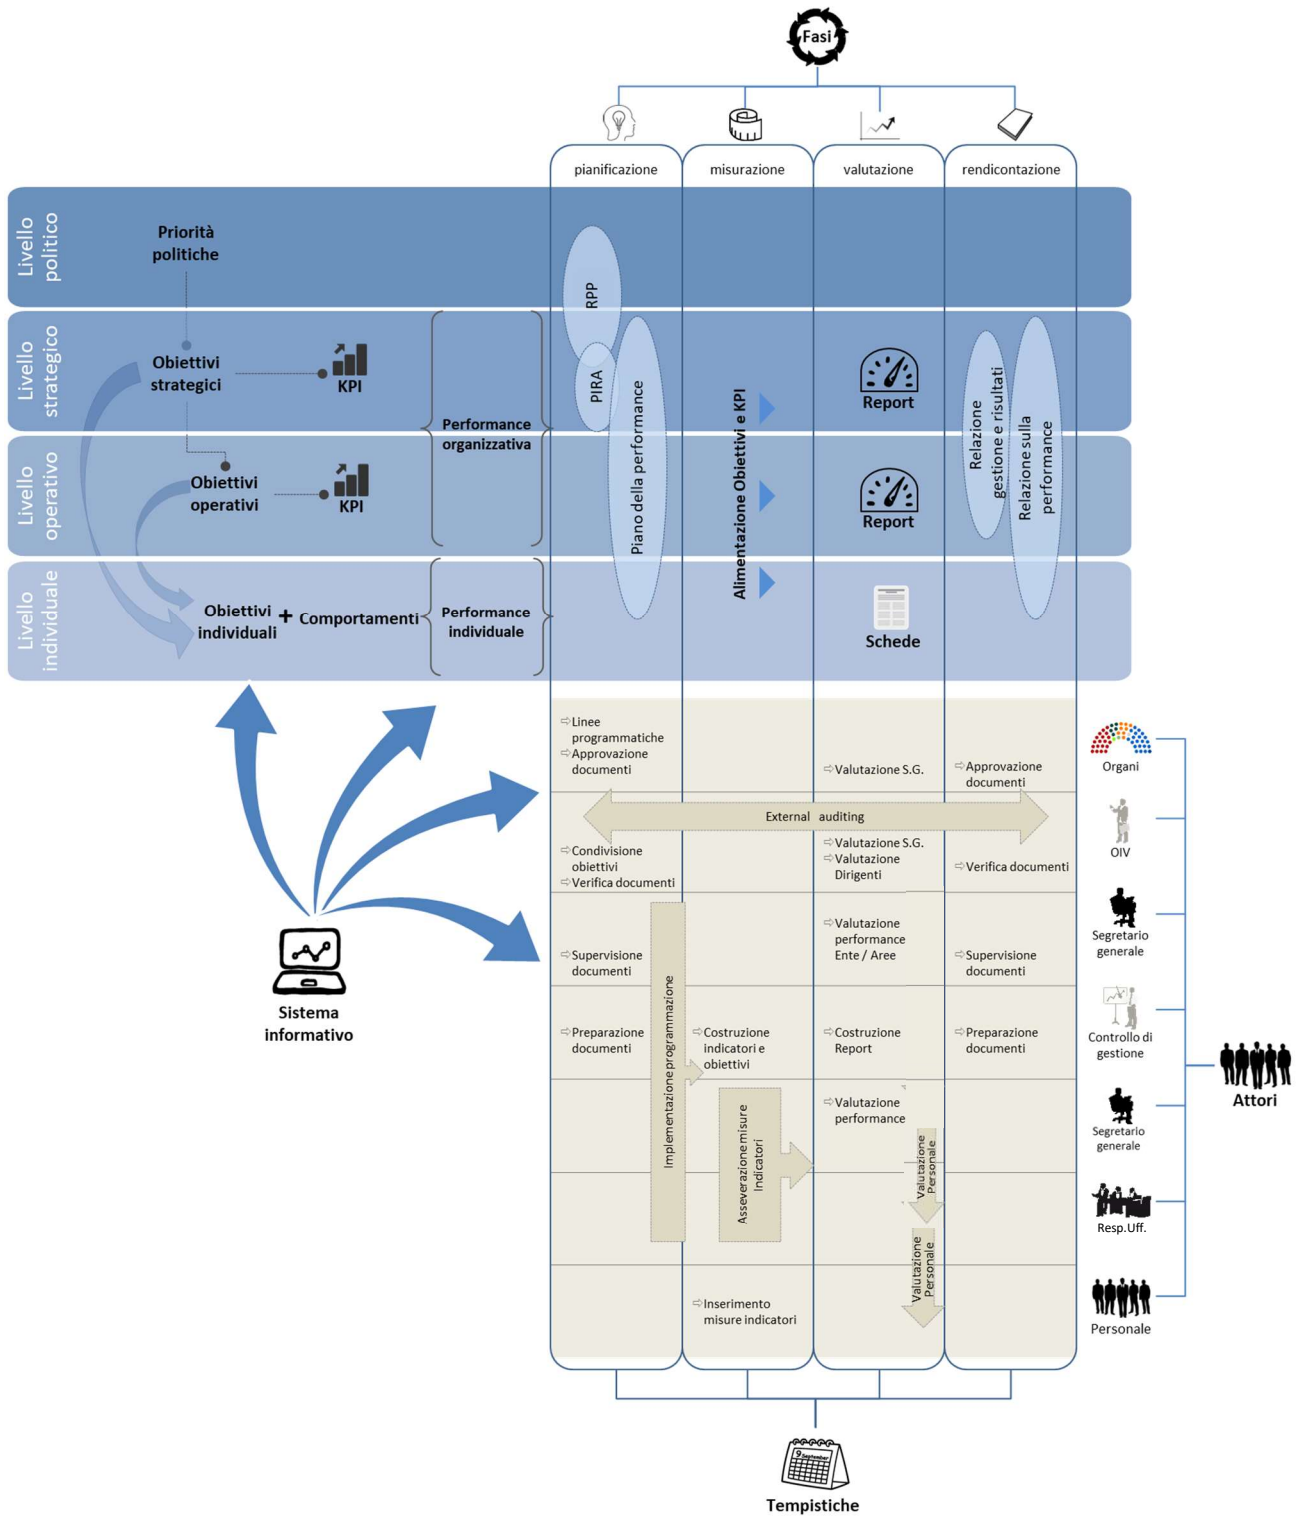 Fasi
pianificazione
misurazione
valutazione
rendicontazione
Livello
politico
Priorità
politiche
RPP
Livello
strategico
Obiettivi
strategici
KPI
Performance
organizzativa
PIRA
Piano della performance
Alimentazione Obiettivi e KPI
Report
Relazione
gestione e risultati
Relazione sulla
performance
Livello
operativo
Obiettivi
operativi
KPI
Report
Livello
individuale
Obiettivi
individuali
+
Comportamenti
Performance
individuale
Schede
Linee
programmatiche
Approvazione
documenti
Valutazione S.G.
Approvazione
documenti
Organi
External auditing
Condivisione
obiettivi
Verifica documenti
Valutazione S.G.
Valutazione
Dirigenti
Verifica documenti
OIV
Supervisione
documenti
Valutazione
performance
Ente / Aree
Supervisione
documenti
Segretario
generale
Sistema
informativo
Implementazione programmazione
Preparazione
documenti
Costruzione
indicatori e
obiettivi
Costruzione
Report
Preparazione
documenti
Controllo di
gestione
Attori
Asseverazione misure
Indicatori
Valutazione
performance
Valutazione
Personale
Segretario
generale
Resp.Uff.
Valutazione
Personale
Inserimento
misure indicatori
Personale
9 September
Tempistiche